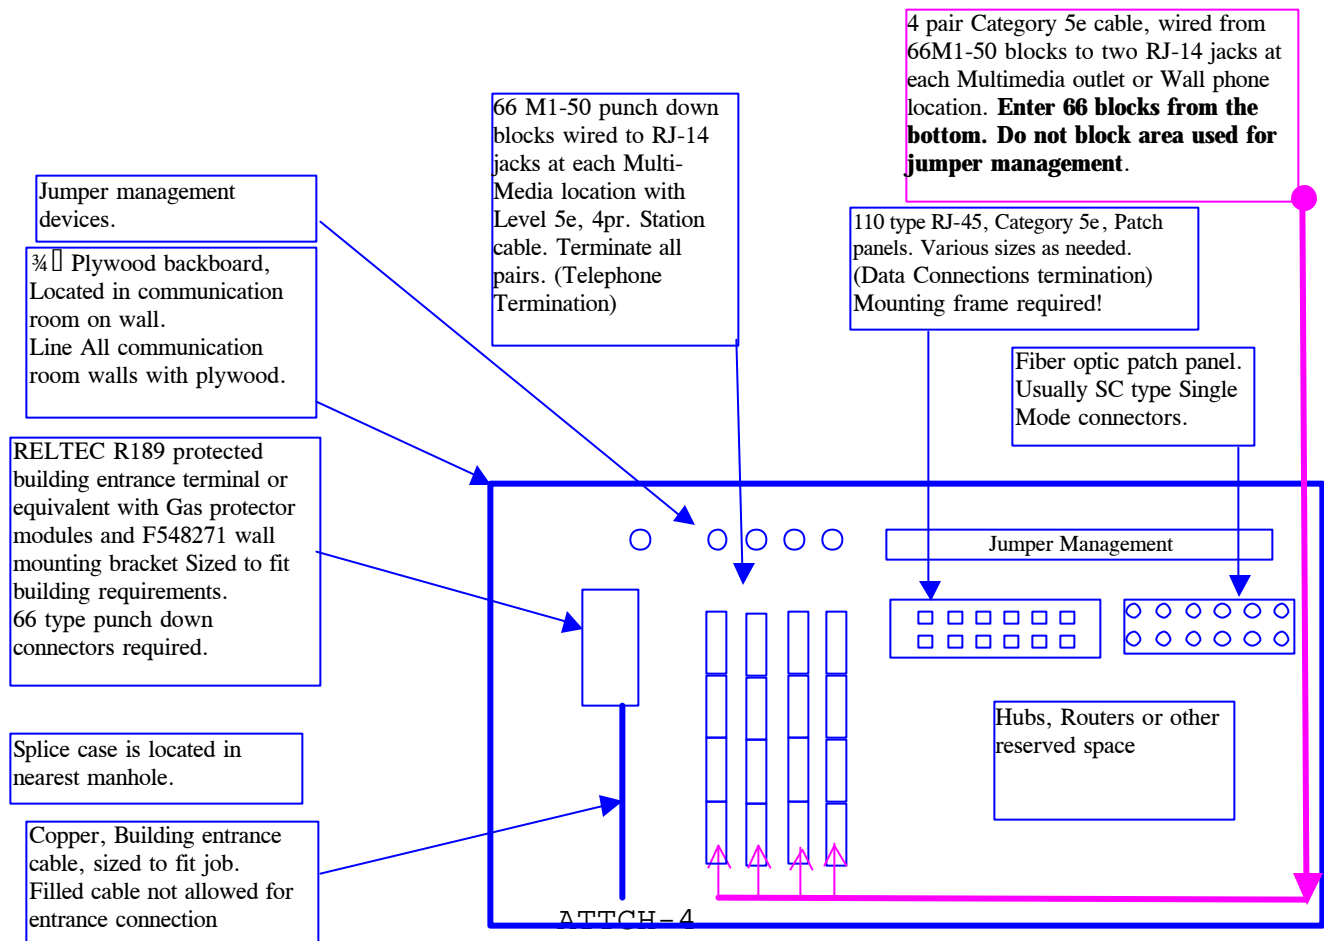 4 pair Category 5e cable, wired from
66M1-50 blocks to two RJ-14 jacks at
each Multimedia outlet or Wall phone
location. Enter 66 blocks from the
bottom. Do not block area used for
jumper management.
66 M1-50 punch down
blocks wired to RJ-14
jacks at each Multi-
Media location with
Level 5e, 4pr. Station
cable. Terminate all
pairs. (Telephone
Termination)
Jumper management
devices.
110 type RJ-45, Category 5e, Patch
panels. Various sizes as needed.
(Data Connections termination)
Mounting frame required!
¾▯ Plywood backboard,
Located in communication
room on wall.
Line All communication
room walls with plywood.
Fiber optic patch panel.
Usually SC type Single
Mode connectors.
RELTEC R189 protected
building entrance terminal or
equivalent with Gas protector
modules and F548271 wall
mounting bracket Sized to fit
building requirements.
66 type punch down
connectors required.
Jumper Management
Hubs, Routers or other
reserved space
Splice case is located in
nearest manhole.
Copper, Building entrance
cable, sized to fit job.
Filled cable not allowed for
entrance connection
ATTCH-4